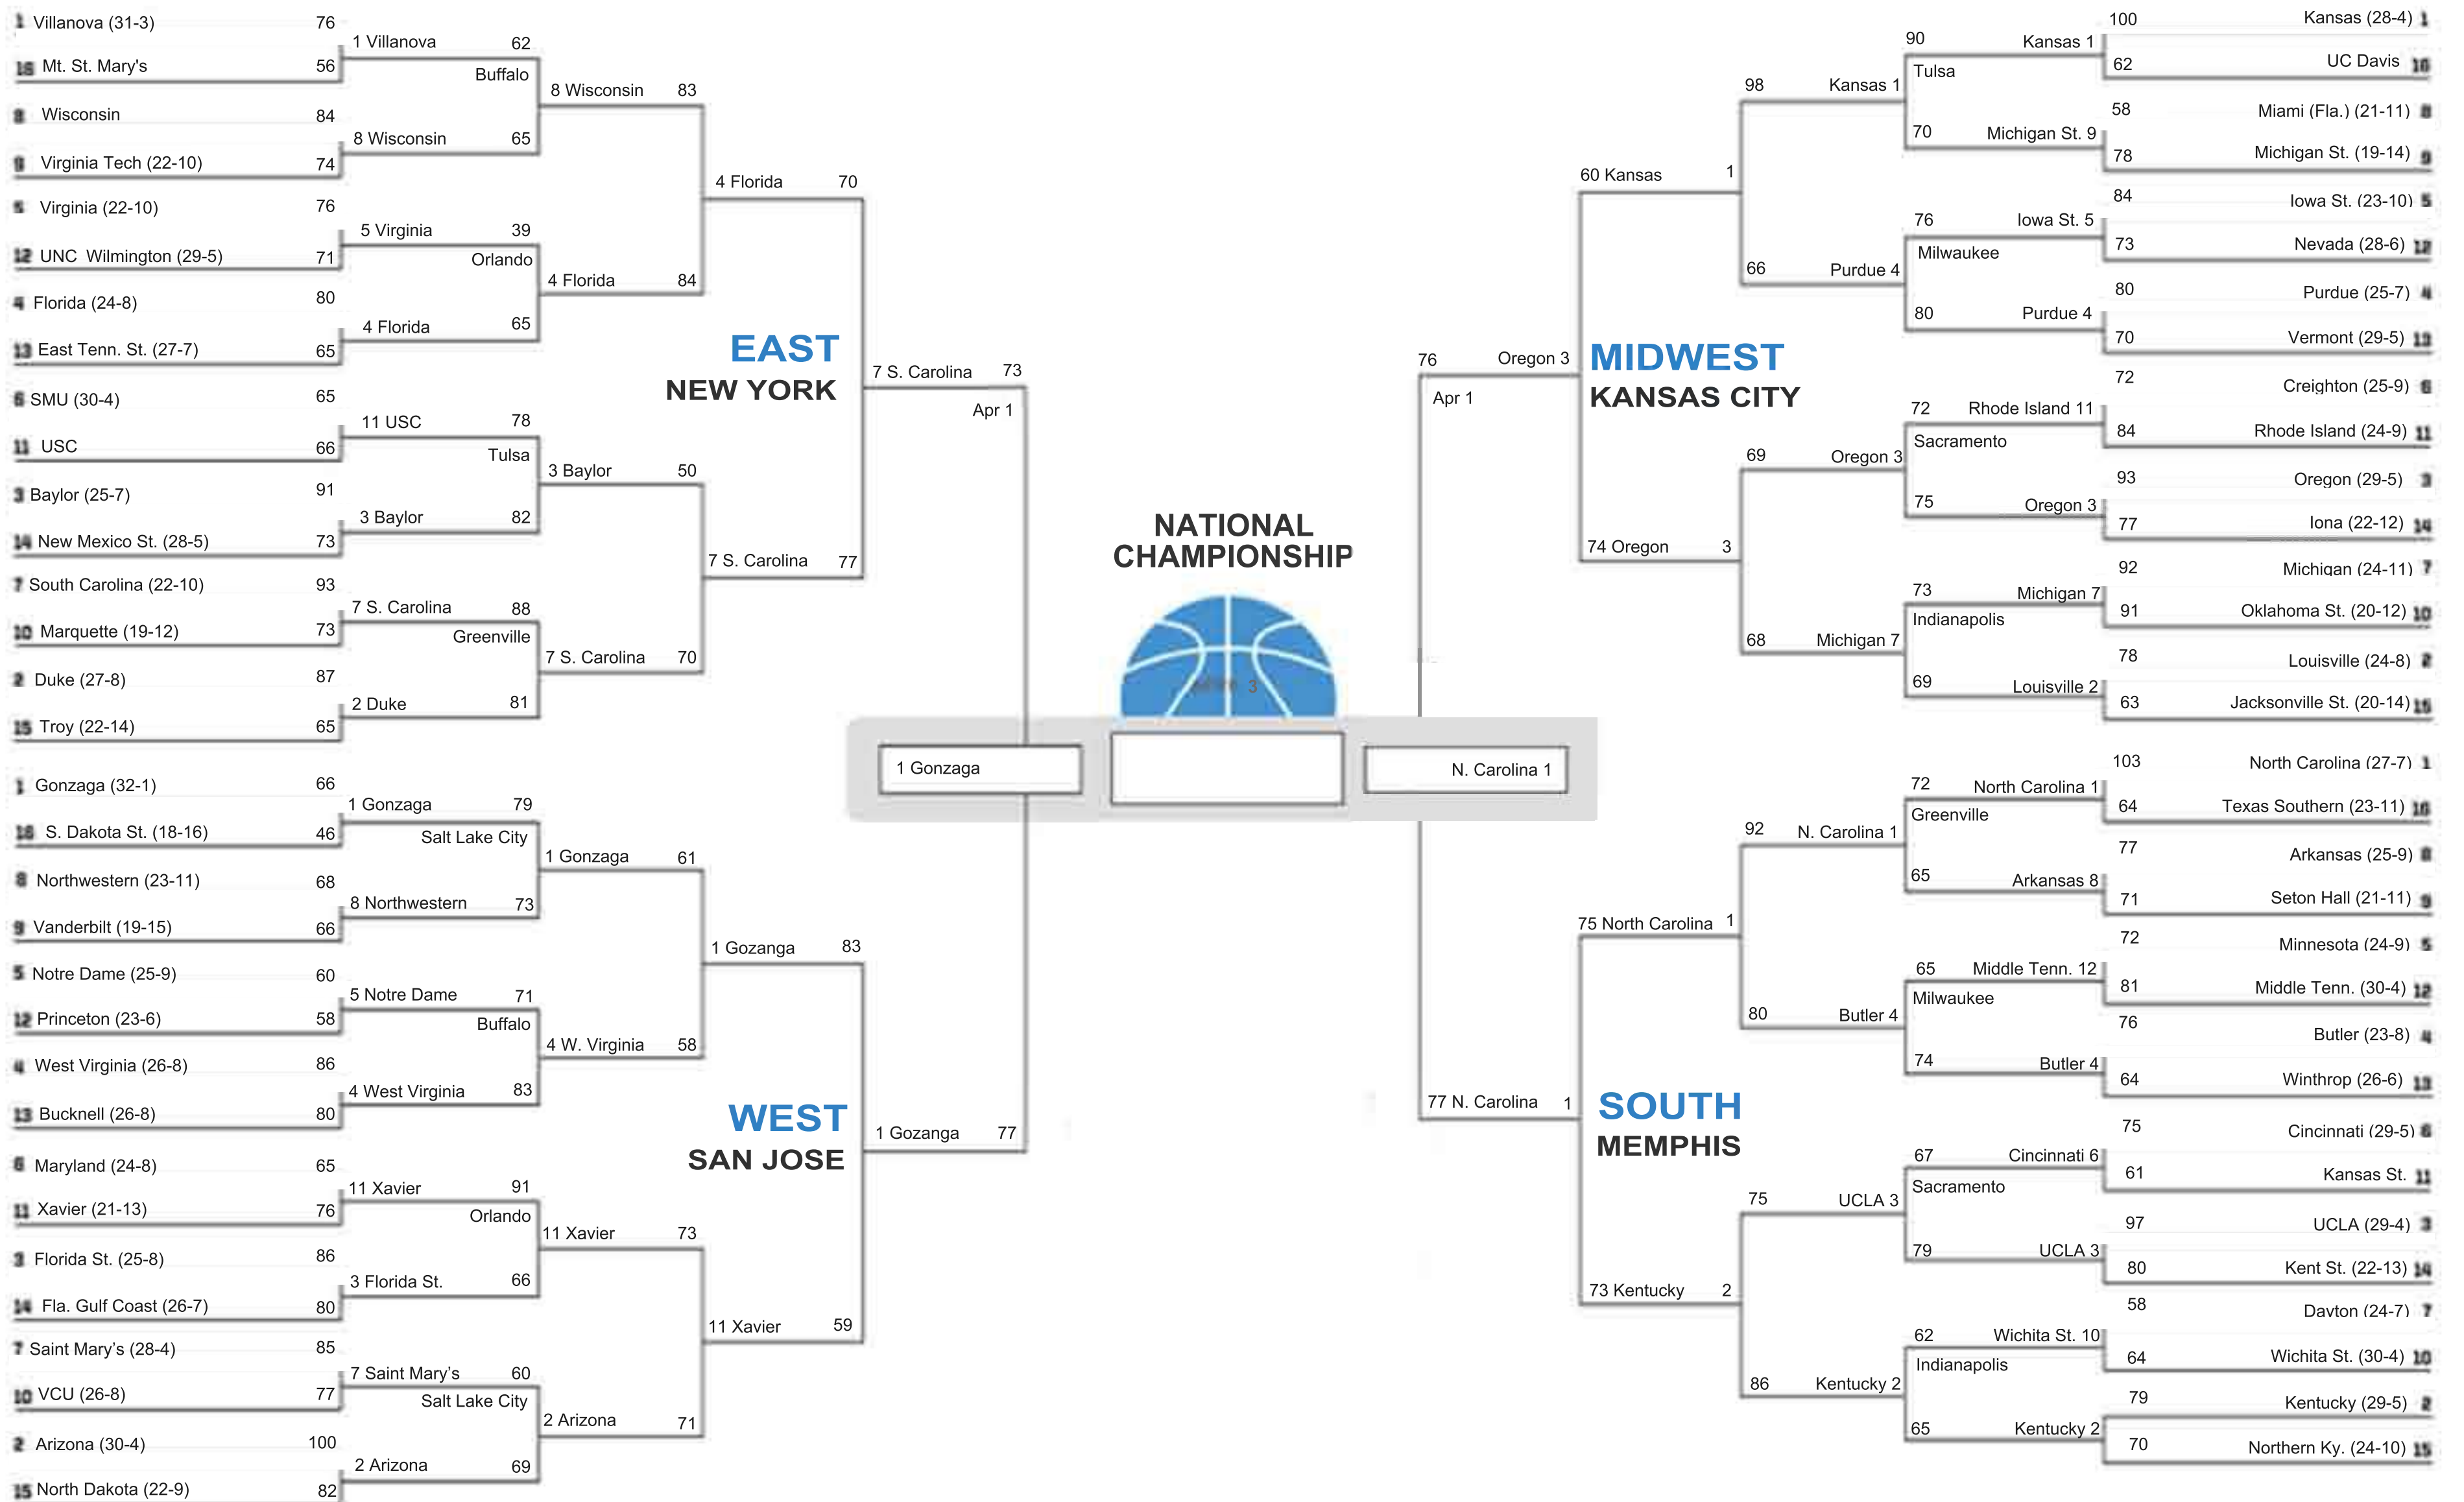 1 Villanova (31-3) 76
16 Mt. St. Mary's 56
8 Wisconsin 84
9 Virginia Tech (22-10) 74
5 Virginia (22-10) 76
12 UNC Wilmington (29-5) 71
4 Florida (24-8) 80
13 East Tenn. St. (27-7) 65
6 SMU (30-4) 65
11 USC 66
3 Baylor (25-7) 91
14 New Mexico St. (28-5) 73
7 South Carolina (22-10) 93
10 Marquette (19-12) 73
2 Duke (27-8) 87
15 Troy (22-14) 65
1 Villanova 62
Buffalo
8 Wisconsin 65
5 Virginia 39
Orlando
4 Florida 65
11 USC 78
Tulsa
3 Baylor 82
7 S. Carolina 88
Greenville
2 Duke 81
8 Wisconsin 83
4 Florida 84
3 Baylor 50
7 S. Carolina 70
4 Florida 70
7 S. Carolina 77
EAST
NEW YORK
7 S. Carolina 73
Apr 1
1 Gonzaga (32-1) 66
16 S. Dakota St. (18-16) 46
8 Northwestern (23-11) 68
9 Vanderbilt (19-15) 66
5 Notre Dame (25-9) 60
12 Princeton (23-6) 58
4 West Virginia (26-8) 86
13 Bucknell (26-8) 80
6 Maryland (24-8) 65
11 Xavier (21-13) 76
3 Florida St. (25-8) 86
14 Fla. Gulf Coast (26-7) 80
7 Saint Mary’s (28-4) 85
10 VCU (26-8) 77
2 Arizona (30-4) 100
15 North Dakota (22-9) 82
1 Gonzaga 79
Salt Lake City
8 Northwestern 73
5 Notre Dame 71
Buffalo
4 West Virginia 83
11 Xavier 91
Orlando
3 Florida St. 66
7 Saint Mary’s 60
Salt Lake City
2 Arizona 69
1 Gonzaga 61
4 W. Virginia 58
11 Xavier 73
2 Arizona 71
1 Gozanga 83
11 Xavier 59
WEST
SAN JOSE
1 Gozanga 77
NATIONAL
CHAMPIONSHIP
1 Gonzaga
N. Carolina 1
76 Oregon 3
Apr 1
MIDWEST
KANSAS CITY
60 Kansas 1
74 Oregon 3
98 Kansas 1
66 Purdue 4
69 Oregon 3
68 Michigan 7
90 Kansas 1
Tulsa
70 Michigan St. 9
76 Iowa St. 5
Milwaukee
80 Purdue 4
72 Rhode Island 11
Sacramento
75 Oregon 3
73 Michigan 7
Indianapolis
69 Louisville 2
100 Kansas (28-4) 1
62 UC Davis 16
58 Miami (Fla.) (21-11) 8
78 Michigan St. (19-14) 9
84 Iowa St. (23-10) 5
73 Nevada (28-6) 12
80 Purdue (25-7) 4
70 Vermont (29-5) 13
72 Creighton (25-9) 6
84 Rhode Island (24-9) 11
93 Oregon (29-5) 3
77 Iona (22-12) 14
92 Michigan (24-11) 7
91 Oklahoma St. (20-12) 10
78 Louisville (24-8) 2
63 Jacksonville St. (20-14) 15
77 N. Carolina 1
SOUTH
MEMPHIS
75 North Carolina 1
73 Kentucky 2
92 N. Carolina 1
80 Butler 4
75 UCLA 3
86 Kentucky 2
72 North Carolina 1
Greenville
65 Arkansas 8
65 Middle Tenn. 12
Milwaukee
74 Butler 4
67 Cincinnati 6
Sacramento
79 UCLA 3
62 Wichita St. 10
Indianapolis
65 Kentucky 2
103 North Carolina (27-7) 1
64 Texas Southern (23-11) 16
77 Arkansas (25-9) 8
71 Seton Hall (21-11) 9
72 Minnesota (24-9) 5
81 Middle Tenn. (30-4) 12
76 Butler (23-8) 4
64 Winthrop (26-6) 13
75 Cincinnati (29-5) 6
61 Kansas St. 11
97 UCLA (29-4) 3
80 Kent St. (22-13) 14
58 Dayton (24-7) 7
64 Wichita St. (30-4) 10
79 Kentucky (29-5) 2
70 Northern Ky. (24-10) 15